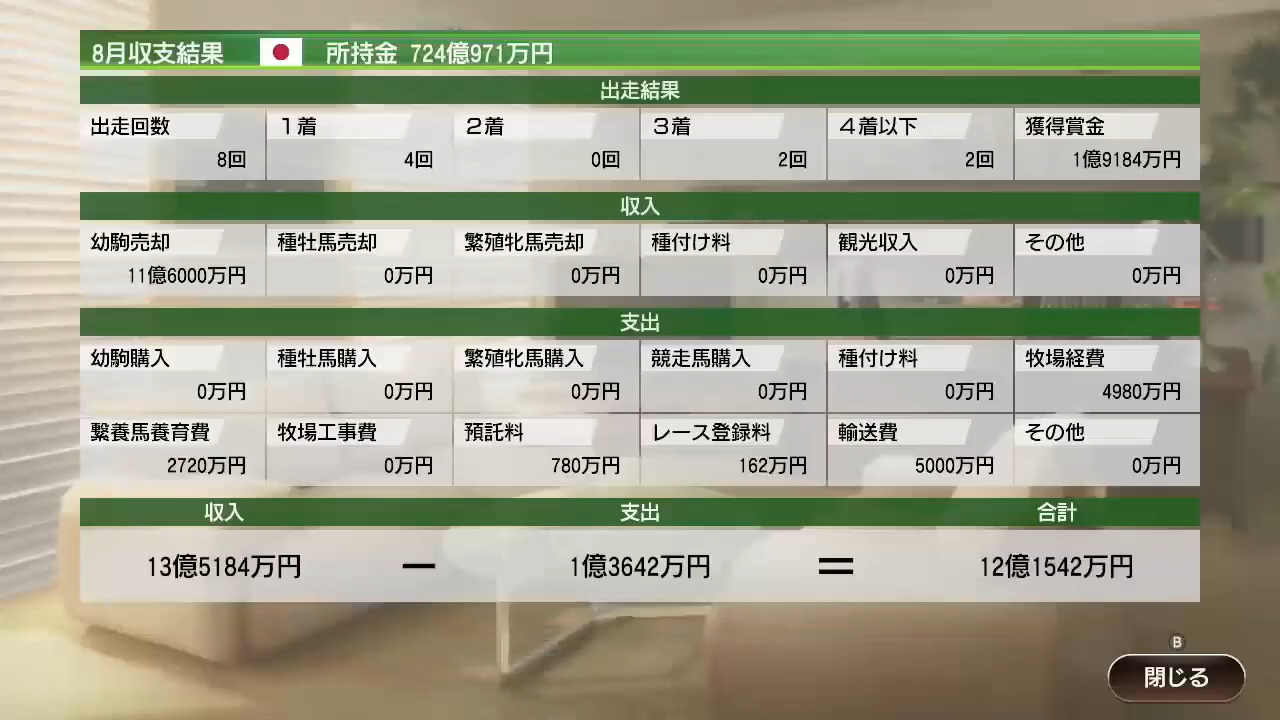 8月収支結果 所持金 724億971万円
出走結果
出走回数 1着 2着 3着 4着以下 獲得賞金
8回 4回 0回 2回 2回 1億9184万円
収入
幼駒売却 種牡馬売却 繁殖牝馬売却 種付け料 観光収入 その他
11億6000万円 0万円 0万円 0万円 0万円 0万円
支出
幼駒購入 種牡馬購入 繁殖牝馬購入 競走馬購入 種付け料 牧場経費
0万円 0万円 0万円 0万円 0万円 4980万円
繫養馬養育費 牧場工事費 預託料 レース登録料 輸送費 その他
2720万円 0万円 780万円 162万円 5000万円 0万円
収入 支出 合計
13億5184万円 − 1億3642万円 = 12億1542万円
B
閉じる